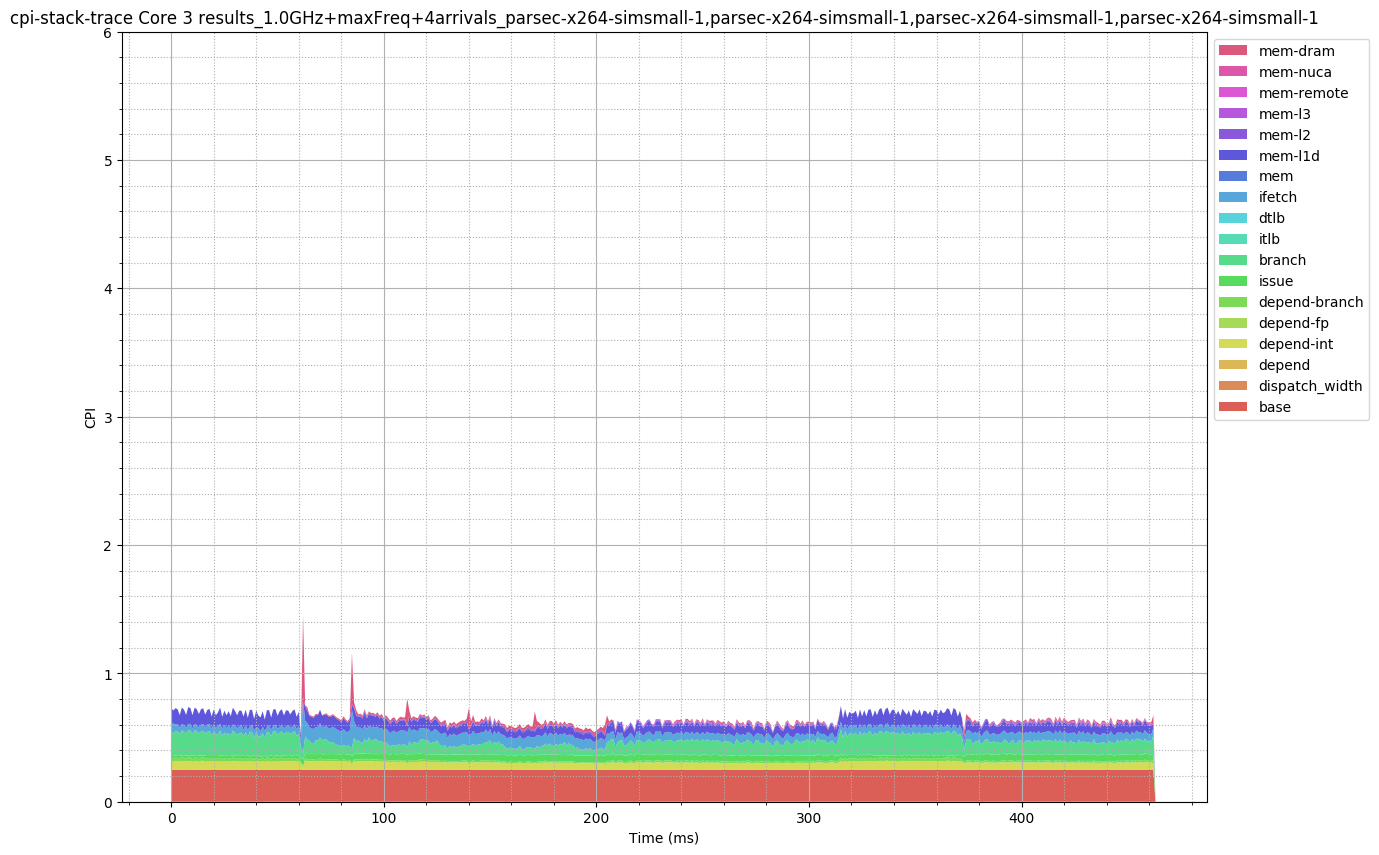 cpi-stack-trace Core 3 results_1.0GHz+maxFreq+4arrivals_parsec-x264-simsmall-1,parsec-x264-simsmall-1,parsec-x264-simsmall-1,parsec-x264-simsmall-1
6
5
4
3
2
1
0
CPI
0
100
200
300
400
Time (ms)
mem-dram
mem-nuca
mem-remote
mem-l3
mem-l2
mem-l1d
mem
ifetch
dtlb
itlb
branch
issue
depend-branch
depend-fp
depend-int
depend
dispatch_width
base